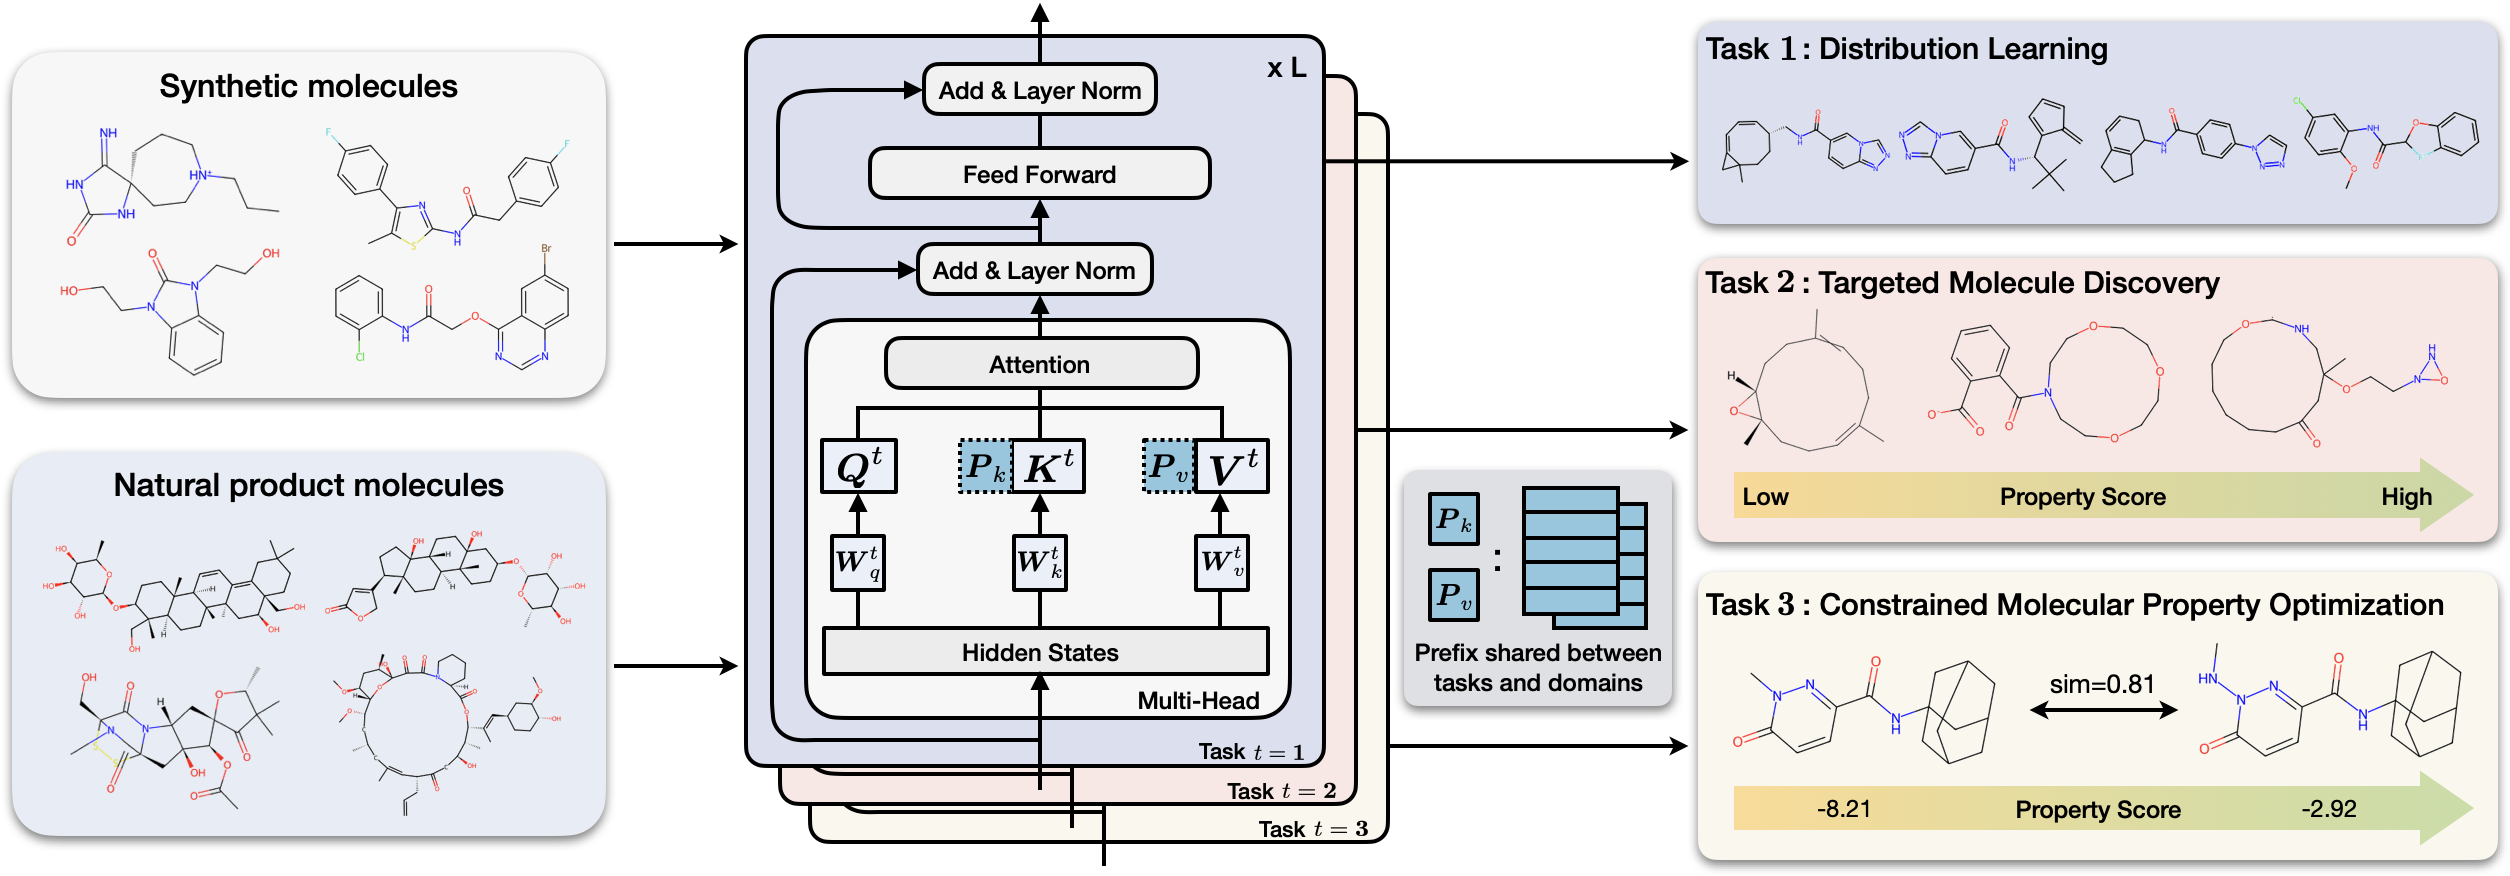 Synthetic molecules
NH
HN
NH
O
HN+
F
F
N
S
N
H
O
O
OH
HO
N
N
Br
O
O
N
H
Cl
N
N
Natural product molecules
x L
Add & Layer Norm
Feed Forward
Add & Layer Norm
Attention
Q^t
P_k K^t
P_v V^t
W_q^t
W_k^t
W_v^t
Hidden States
Multi-Head
Task t = 1
Task t = 2
Task t = 3
P_k
:
P_v
Prefix shared between
tasks and domains
Task 1 : Distribution Learning
Task 2 : Targeted Molecule Discovery
Low Property Score High
Task 3 : Constrained Molecular Property Optimization
sim=0.81
-8.21 Property Score -2.92